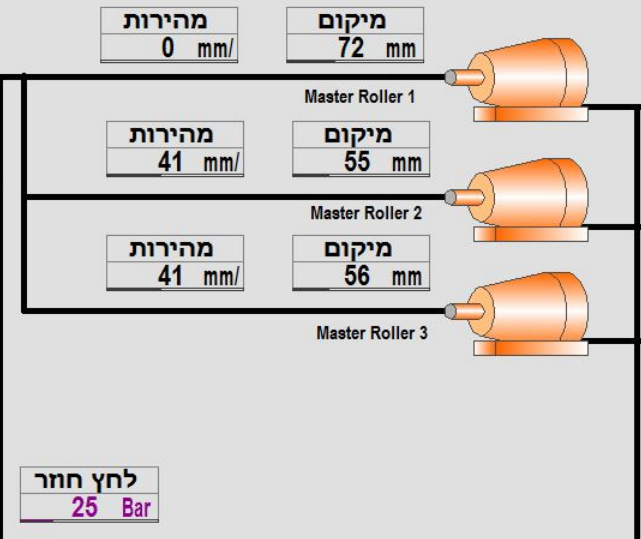 מהירות
0 mm/
מיקום
72 mm
Master Roller 1
מהירות
41 mm/
מיקום
55 mm
Master Roller 2
מהירות
41 mm/
מיקום
56 mm
Master Roller 3
לחץ חוזר
25 Bar